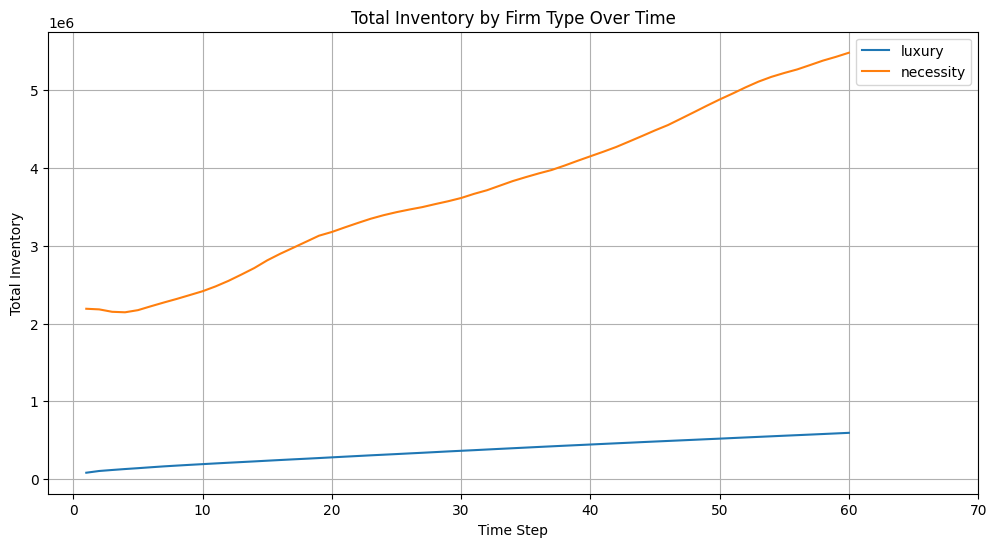 Total Inventory by Firm Type Over Time
1e6
luxury
necessity
5
4
3
2
1
0
Total Inventory
0 10 20 30 40 50 60 70
Time Step